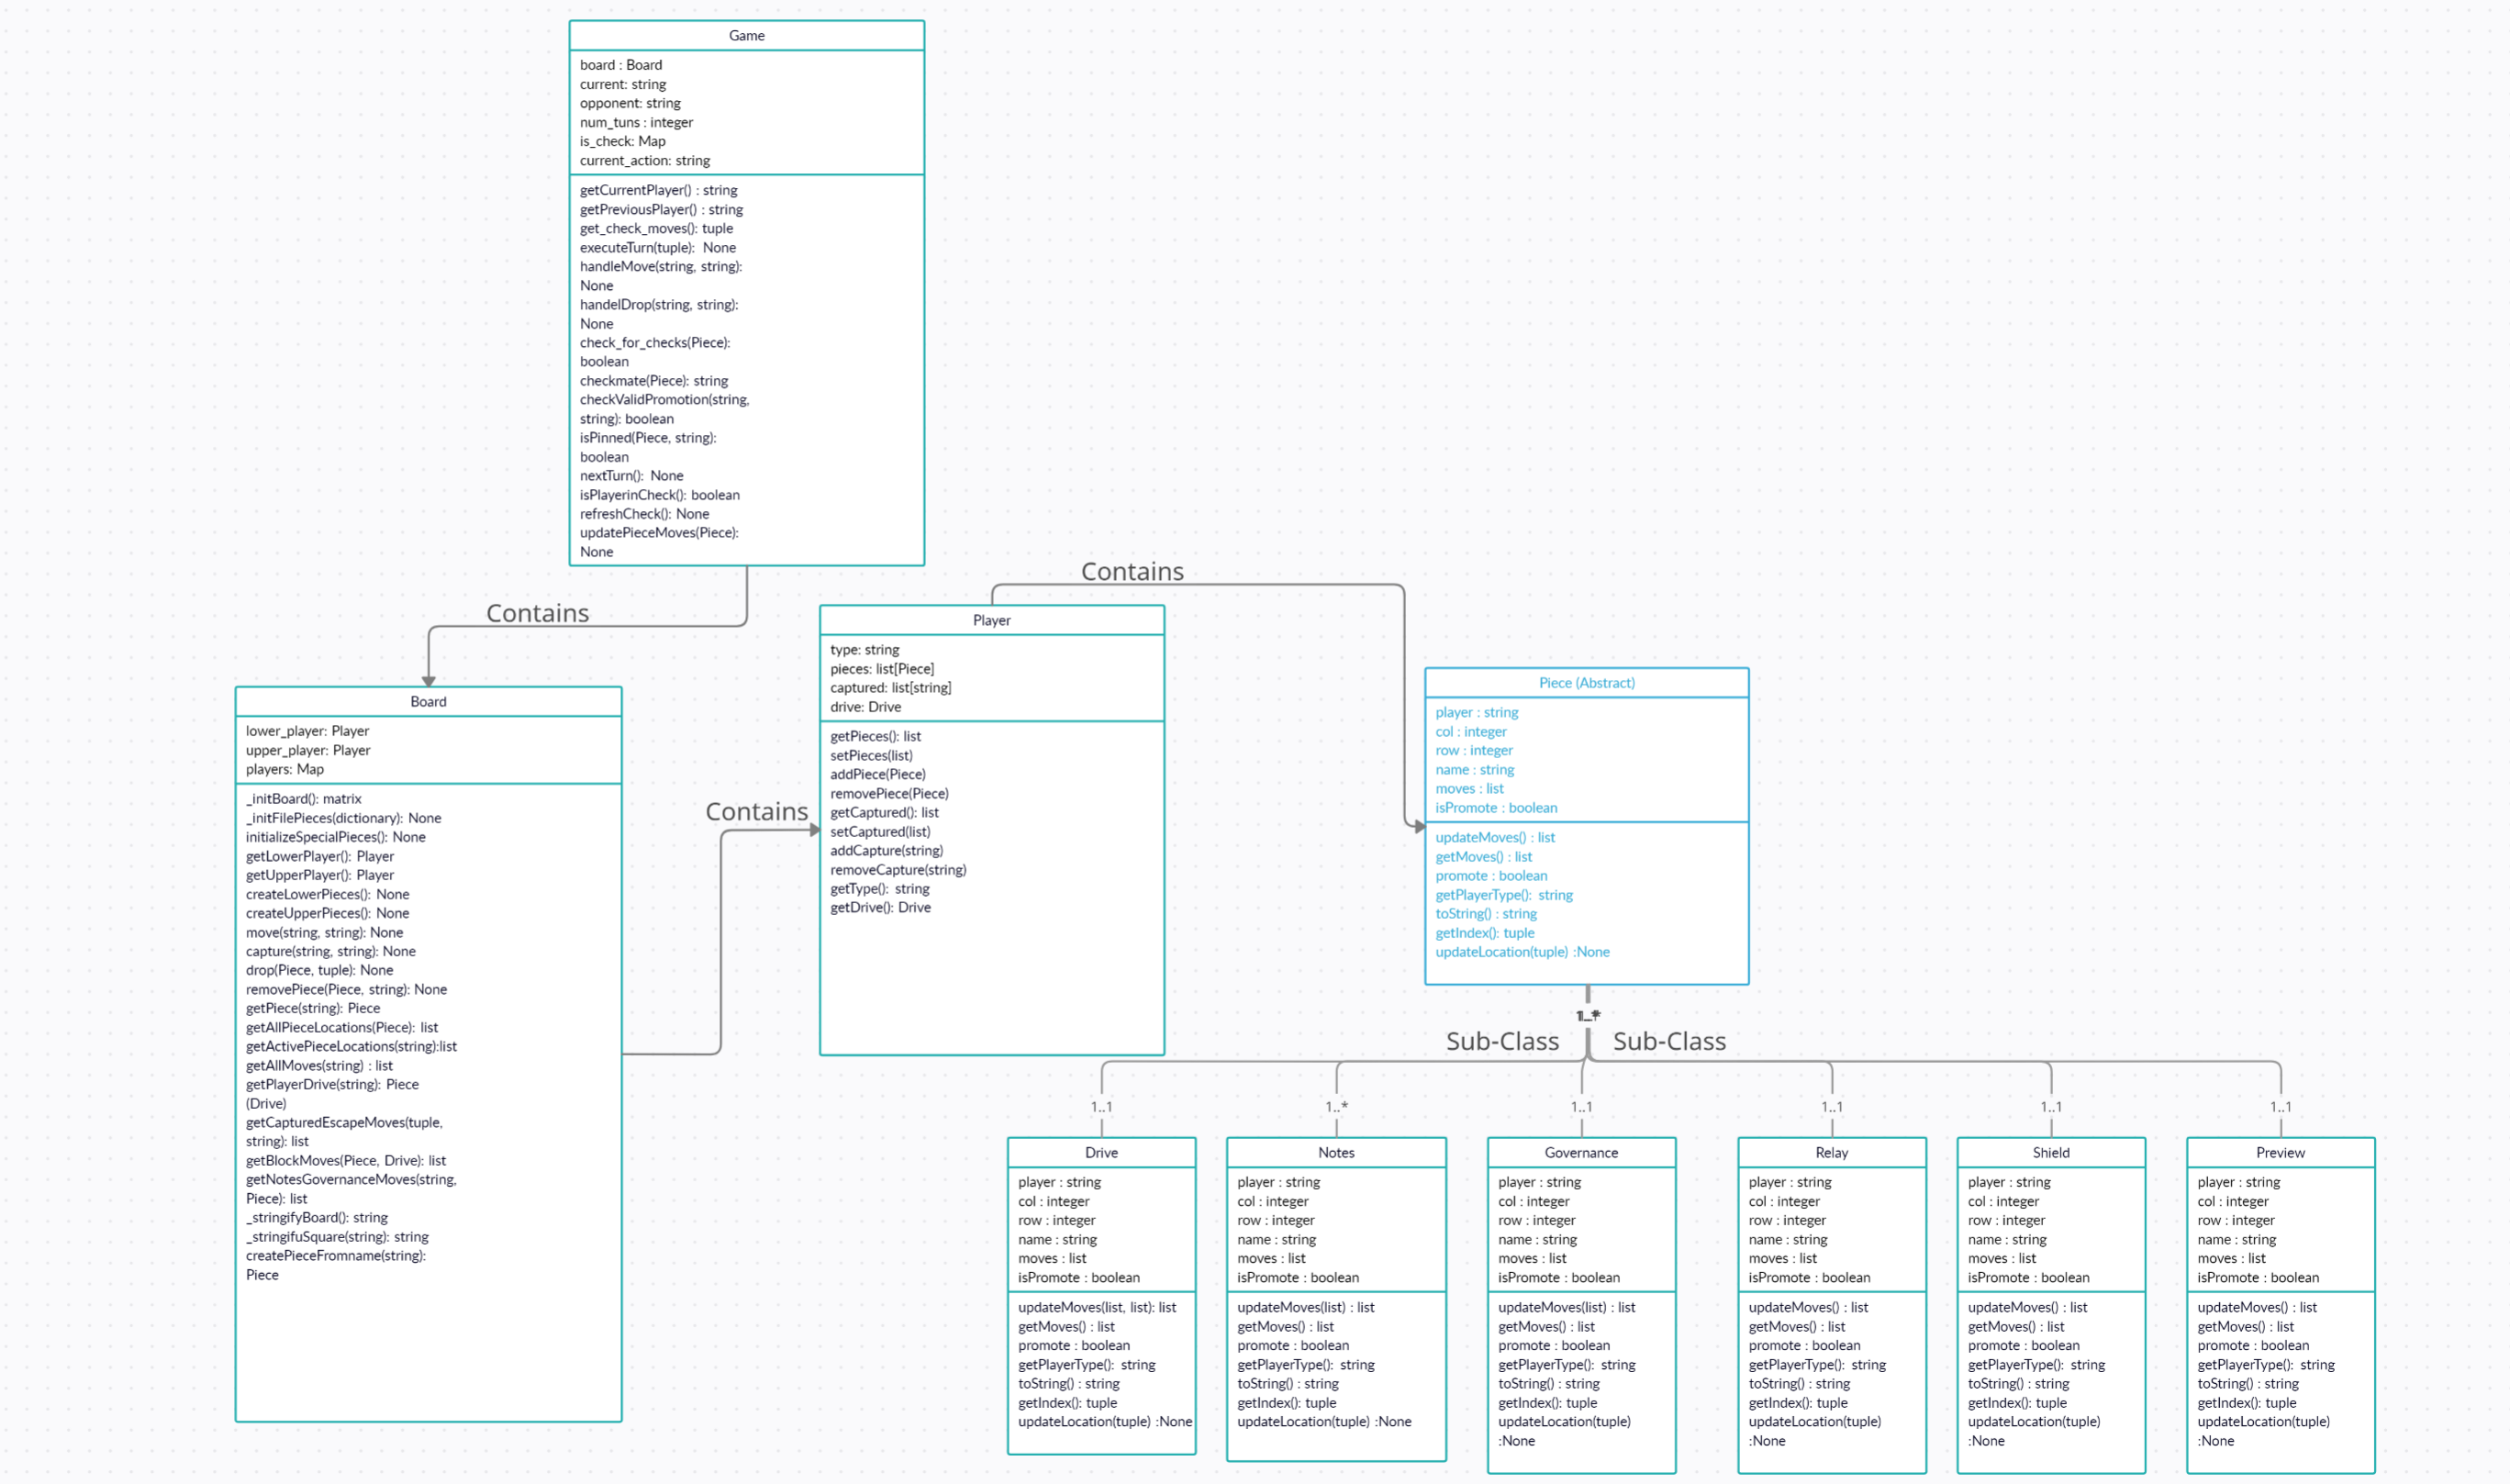 Game
board : Board
current: string
opponent: string
num_tuns : integer
is_check: Map
current_action: string
getCurrentPlayer() : string
getPreviousPlayer() : string
get_check_moves(): tuple
executeTurn(tuple):  None
handleMove(string, string):
None
handelDrop(string, string):
None
check_for_checks(Piece):
boolean
checkmate(Piece): string
checkValidPromotion(string,
string): boolean
isPinned(Piece, string):
boolean
nextTurn():  None
isPlayerinCheck(): boolean
refreshCheck(): None
updatePieceMoves(Piece):
None
Contains
Board
lower_player: Player
upper_player: Player
players: Map
_initBoard(): matrix
_initFilePieces(dictionary): None
initializeSpecialPieces(): None
getLowerPlayer(): Player
getUpperPlayer(): Player
createLowerPieces(): None
createUpperPieces(): None
move(string, string): None
capture(string, string): None
drop(Piece, tuple): None
removePiece(Piece, string): None
getPiece(string): Piece
getAllPieceLocations(Piece): list
getActivePieceLocations(string):list
getAllMoves(string) : list
getPlayerDrive(string): Piece
(Drive)
getCapturedEscapeMoves(tuple,
string): list
getBlockMoves(Piece, Drive): list
getNotesGovernanceMoves(string,
Piece): list
_stringifyBoard(): string
_stringifuSquare(string): string
createPieceFromname(string):
Piece
Contains
Player
type: string
pieces: list[Piece]
captured: list[string]
drive: Drive
getPieces(): list
setPieces(list)
addPiece(Piece)
removePiece(Piece)
getCaptured(): list
setCaptured(list)
addCapture(string)
removeCapture(string)
getType():  string
getDrive(): Drive
Contains
Piece (Abstract)
player : string
col : integer
row : integer
name : string
moves : list
isPromote : boolean
updateMoves() : list
getMoves() : list
promote : boolean
getPlayerType():  string
toString() : string
getIndex(): tuple
updateLocation(tuple) :None
1..*
Sub-Class
Sub-Class
1..1
1..*
1..1
1..1
1..1
1..1
Drive
player : string
col : integer
row : integer
name : string
moves : list
isPromote : boolean
updateMoves(list, list): list
getMoves() : list
promote : boolean
getPlayerType():  string
toString() : string
getIndex(): tuple
updateLocation(tuple) :None
Notes
player : string
col : integer
row : integer
name : string
moves : list
isPromote : boolean
updateMoves(list) : list
getMoves() : list
promote : boolean
getPlayerType():  string
toString() : string
getIndex(): tuple
updateLocation(tuple) :None
Governance
player : string
col : integer
row : integer
name : string
moves : list
isPromote : boolean
updateMoves(list) : list
getMoves() : list
promote : boolean
getPlayerType():  string
toString() : string
getIndex(): tuple
updateLocation(tuple)
:None
Relay
player : string
col : integer
row : integer
name : string
moves : list
isPromote : boolean
updateMoves() : list
getMoves() : list
promote : boolean
getPlayerType():  string
toString() : string
getIndex(): tuple
updateLocation(tuple)
:None
Shield
player : string
col : integer
row : integer
name : string
moves : list
isPromote : boolean
updateMoves() : list
getMoves() : list
promote : boolean
getPlayerType():  string
toString() : string
getIndex(): tuple
updateLocation(tuple)
:None
Preview
player : string
col : integer
row : integer
name : string
moves : list
isPromote : boolean
updateMoves() : list
getMoves() : list
promote : boolean
getPlayerType():  string
toString() : string
getIndex(): tuple
updateLocation(tuple)
:None